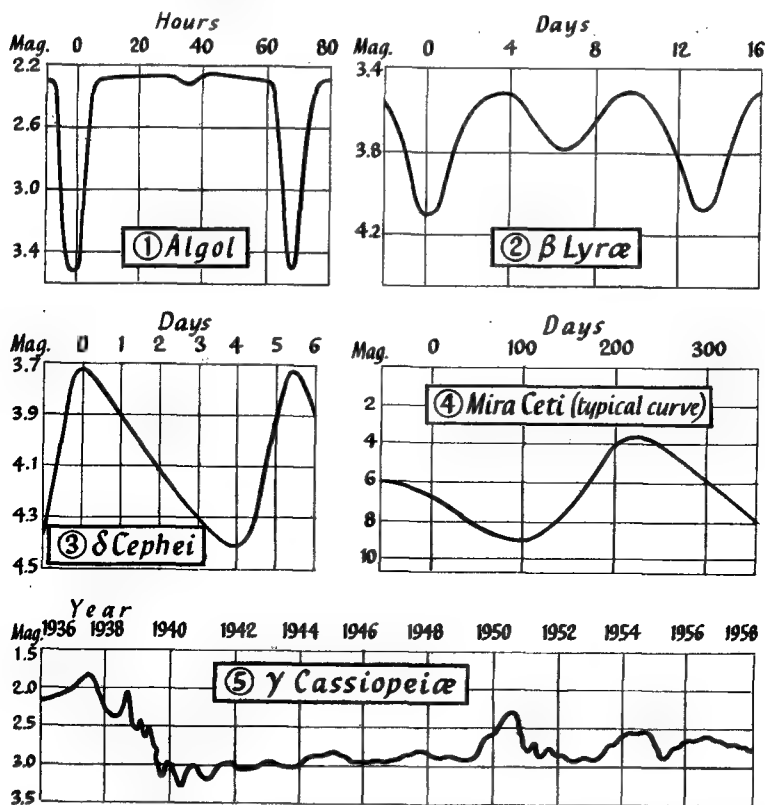 Hours
Mag. 0 20 40 60 80
2.2
2.6
3.0
3.4
① Algol
Days
Mag. 0 4 8 12 16
3.4
3.8
4.2
② β Lyræ
Days
Mag. 0 1 2 3 4 5 6
3.7
3.9
4.1
4.3
4.5
③ δ Cephei
Days
Mag. 0 100 200 300
2
4
6
8
10
④ Mira Ceti (typical curve)
Year
Mag. 1936 1938 1940 1942 1944 1946 1948 1950 1952 1954 1956 1958
1.5
2.0
2.5
3.0
3.5
⑤ γ Cassiopeiæ